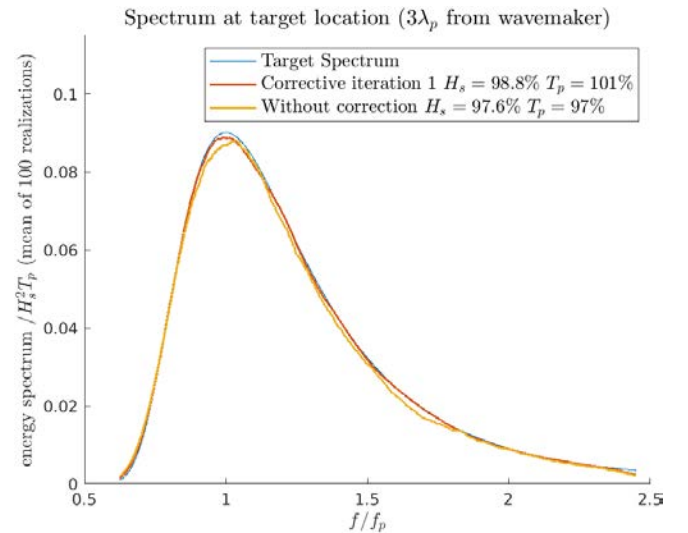 Spectrum at target location (3λₚ from wavemaker)
Target Spectrum
Corrective iteration 1 Hₛ = 98.8% Tₚ = 101%
Without correction Hₛ = 97.6% Tₚ = 97%
energy spectrum /Hₛ²Tₚ (mean of 100 realizations)
0.1
0.08
0.06
0.04
0.02
0
0.5 1 1.5 2 2.5
f/fₚ